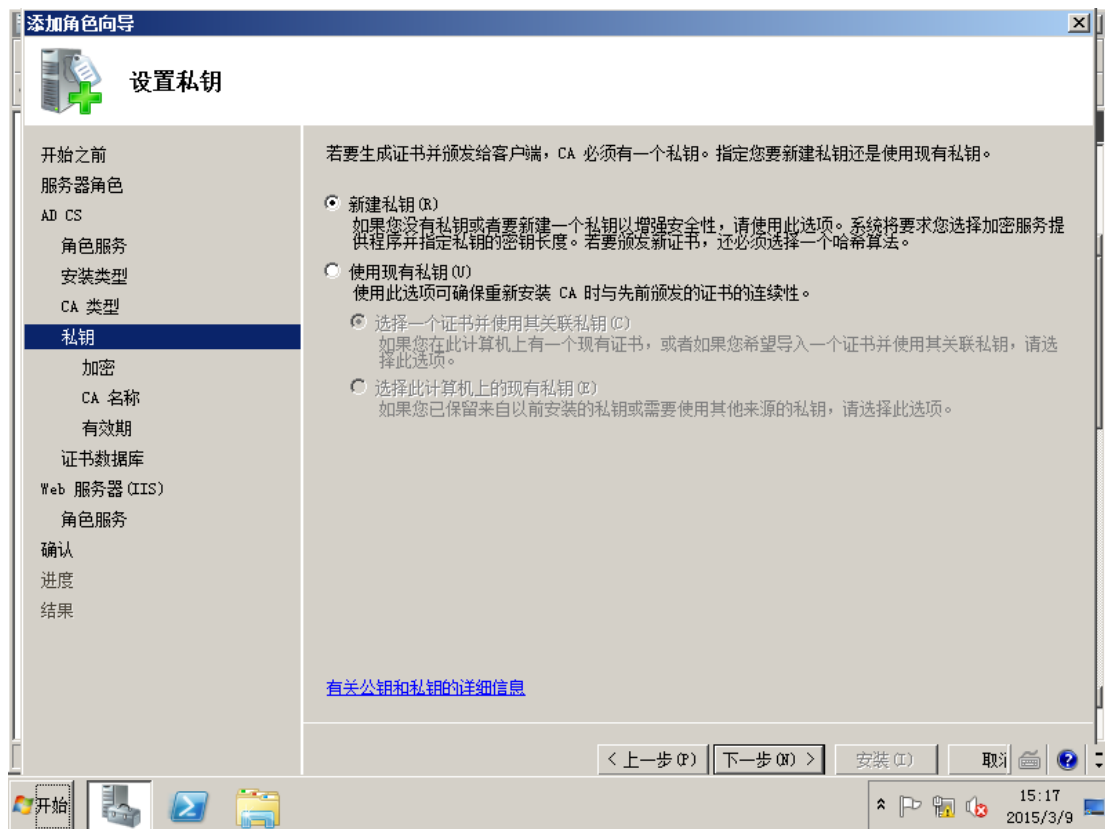 添加角色向导
设置私钥
开始之前
服务器角色
AD CS
角色服务
安装类型
CA 类型
私钥
加密
CA 名称
有效期
证书数据库
Web 服务器(IIS)
角色服务
确认
进度
结果
若要生成证书并颁发给客户端，CA 必须有一个私钥。指定您要新建私钥还是使用现有私钥。
新建私钥(R)
如果您没有私钥或者要新建一个私钥以增强安全性，请使用此选项。系统将要求您选择加密服务提
供程序并指定私钥的密钥长度。若要颁发新证书，还必须选择一个哈希算法。
使用现有私钥(U)
使用此选项可确保重新安装 CA 时与先前颁发的证书的连续性。
选择一个证书并使用其关联私钥(C)
如果您在此计算机上有一个现有证书，或者如果您希望导入一个证书并使用其关联私钥，请选
择此选项。
选择此计算机上的现有私钥(E)
如果您已保留来自以前安装的私钥或需要使用其他来源的私钥，请选择此选项。
有关公钥和私钥的详细信息
< 上一步(P)
下一步(N) >
安装(I)
取消
开始
15:17
2015/3/9